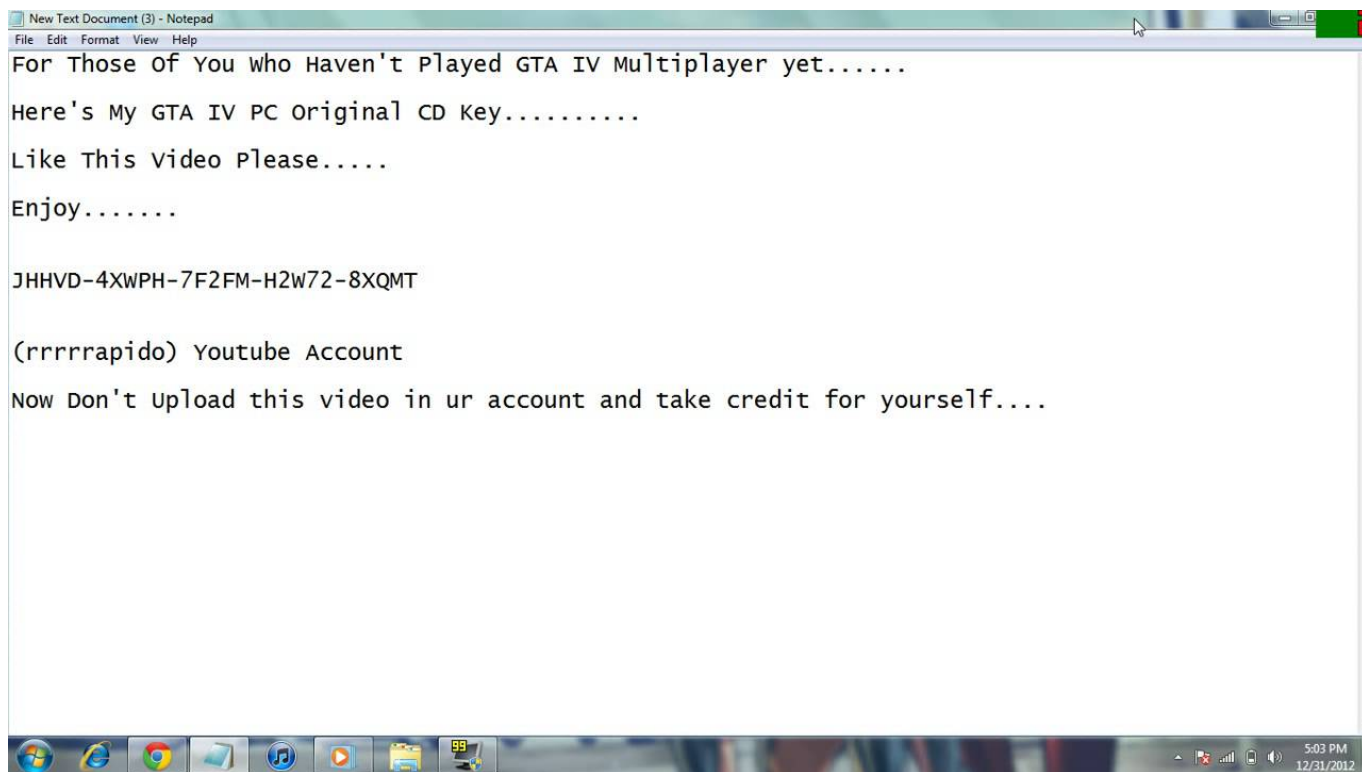 New Text Document (3) - Notepad
File Edit Format View Help
For Those Of You Who Haven't Played GTA IV Multiplayer yet......
Here's My GTA IV PC Original CD Key..........
Like This Video Please.....
Enjoy.......
JHHVD-4XWPH-7F2FM-H2W72-8XQMT
(rrrrrapido) Youtube Account
Now Don't Upload this video in ur account and take credit for yourself....
99
5:03 PM
12/31/2012